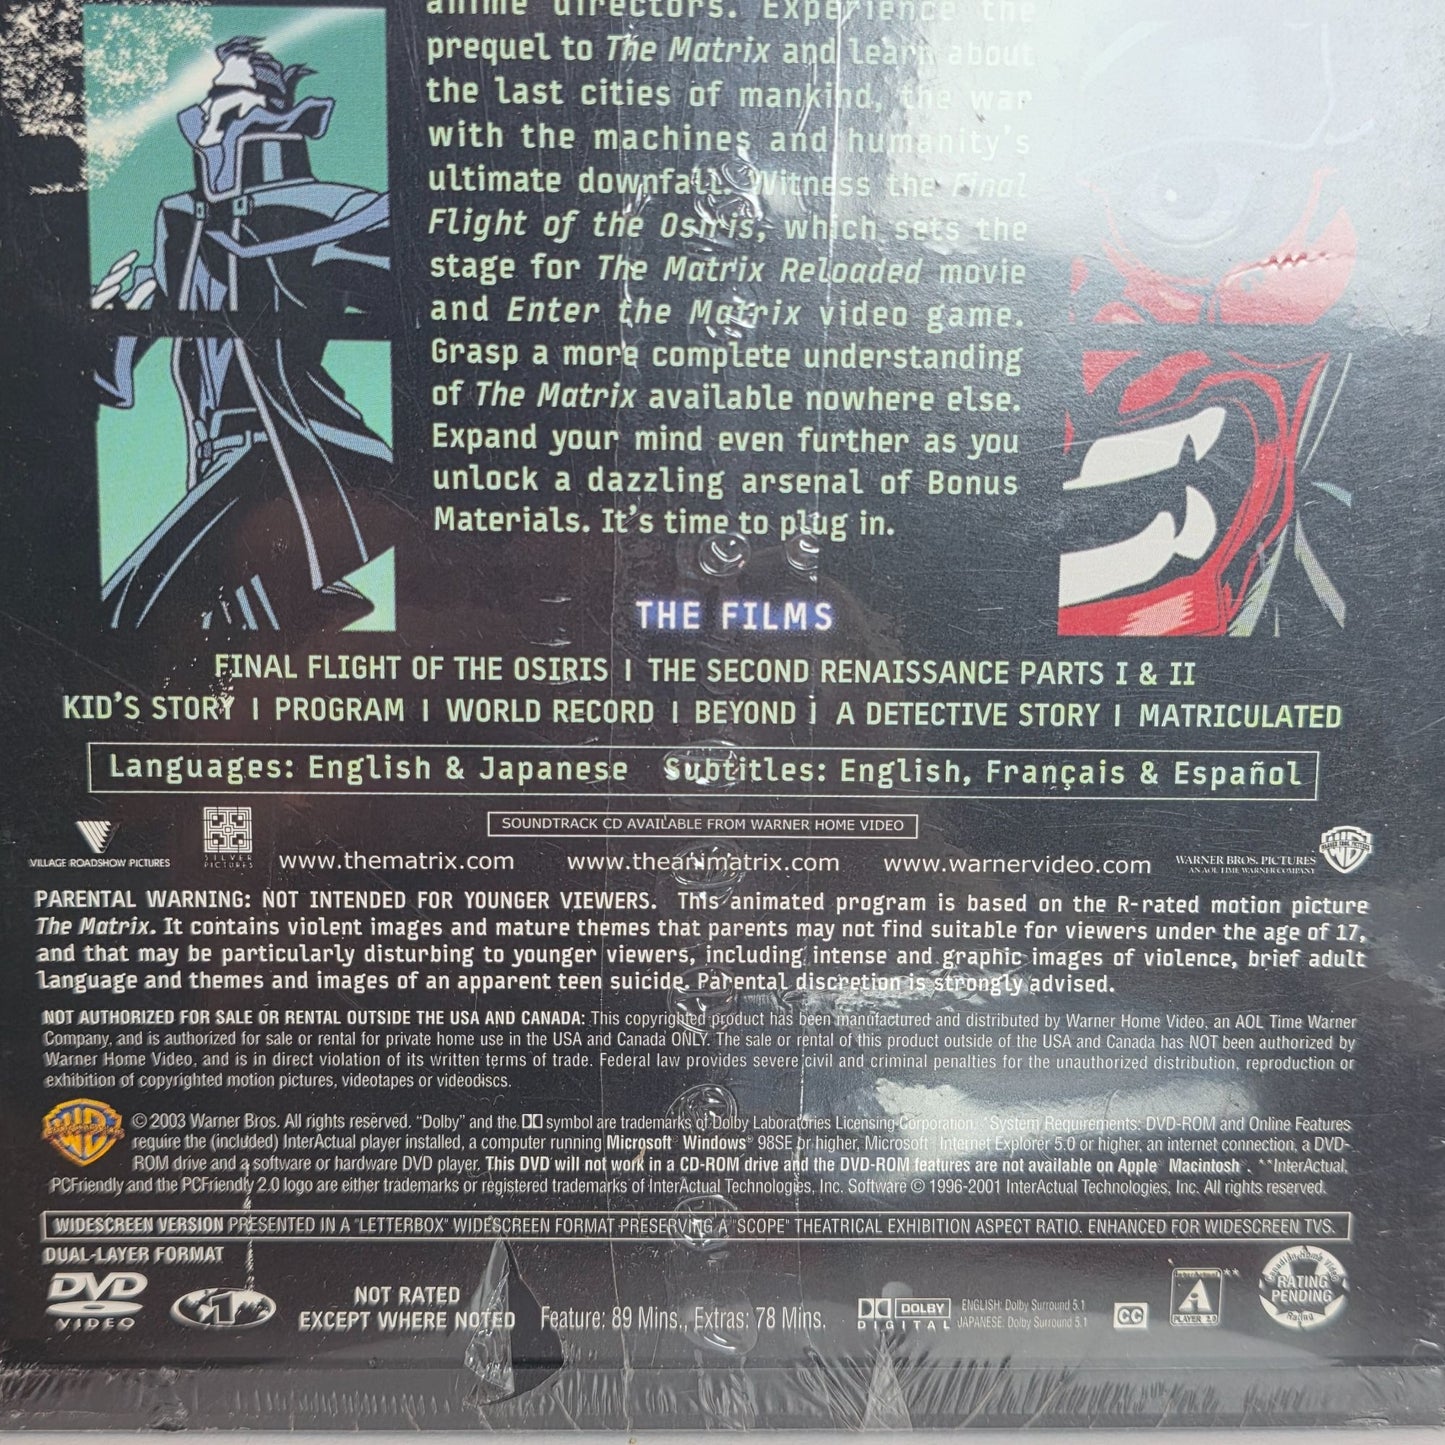 anime directors. Experience the
prequel to The Matrix and learn about
the last cities of mankind, the war
with the machines and humanity's
ultimate downfall. Witness the Final
Flight of the Osiris, which sets the
stage for The Matrix Reloaded movie
and Enter the Matrix video game.
Grasp a more complete understanding
of The Matrix available nowhere else.
Expand your mind even further as you
unlock a dazzling arsenal of Bonus
Materials. It's time to plug in.
THE FILMS
FINAL FLIGHT OF THE OSIRIS | THE SECOND RENAISSANCE PARTS I & II
KID'S STORY | PROGRAM | WORLD RECORD | BEYOND | A DETECTIVE STORY | MATRICULATED
Languages: English & Japanese Subtitles: English, Français & Español
SOUNDTRACK CD AVAILABLE FROM WARNER HOME VIDEO
VILLAGE ROADSHOW PICTURES
SILVER
PICTURES
www.thematrix.com www.theanimatrix.com www.warnervideo.com
WARNER BROS. PICTURES
AN AOL TIME WARNER COMPANY
PARENTAL WARNING: NOT INTENDED FOR YOUNGER VIEWERS. This animated program is based on the R-rated motion picture
The Matrix. It contains violent images and mature themes that parents may not find suitable for viewers under the age of 17,
and that may be particularly disturbing to younger viewers, including intense and graphic images of violence, brief adult
language and themes and images of an apparent teen suicide. Parental discretion is strongly advised.
NOT AUTHORIZED FOR SALE OR RENTAL OUTSIDE THE USA AND CANADA: This copyrighted product has been manufactured and distributed by Warner Home Video, an AOL Time Warner
Company, and is authorized for sale or rental for private home use in the USA and Canada ONLY. The sale or rental of this product outside of the USA and Canada has NOT been authorized by
Warner Home Video, and is in direct violation of its written terms of trade. Federal law provides severe civil and criminal penalties for the unauthorized distribution, reproduction or
exhibition of copyrighted motion pictures, videotapes or videodiscs.
© 2003 Warner Bros. All rights reserved. "Dolby" and the DD symbol are trademarks of Dolby Laboratories Licensing Corporation. *System Requirements: DVD-ROM and Online Features
require the (included) InterActual player installed, a computer running Microsoft® Windows® 98SE or higher, Microsoft® Internet Explorer 5.0 or higher, an internet connection, a DVD-
ROM drive and a software or hardware DVD player. This DVD will not work in a CD-ROM drive and the DVD-ROM features are not available on Apple® Macintosh®. **InterActual,
PCFriendly and the PCFriendly 2.0 logo are either trademarks or registered trademarks of InterActual Technologies, Inc. Software © 1996-2001 InterActual Technologies, Inc. All rights reserved.
WIDESCREEN VERSION PRESENTED IN A "LETTERBOX" WIDESCREEN FORMAT PRESERVING A "SCOPE" THEATRICAL EXHIBITION ASPECT RATIO. ENHANCED FOR WIDESCREEN TVS.
DUAL-LAYER FORMAT
DVD
VIDEO
1
NOT RATED
EXCEPT WHERE NOTED
Feature: 89 Mins., Extras: 78 Mins.
DOLBY
DIGITAL
ENGLISH: Dolby Surround 5.1
JAPANESE: Dolby Surround 5.1
CC
InterActual**
PLAYER 2.0
Canadian Home Video
RATING
PENDING
Rating